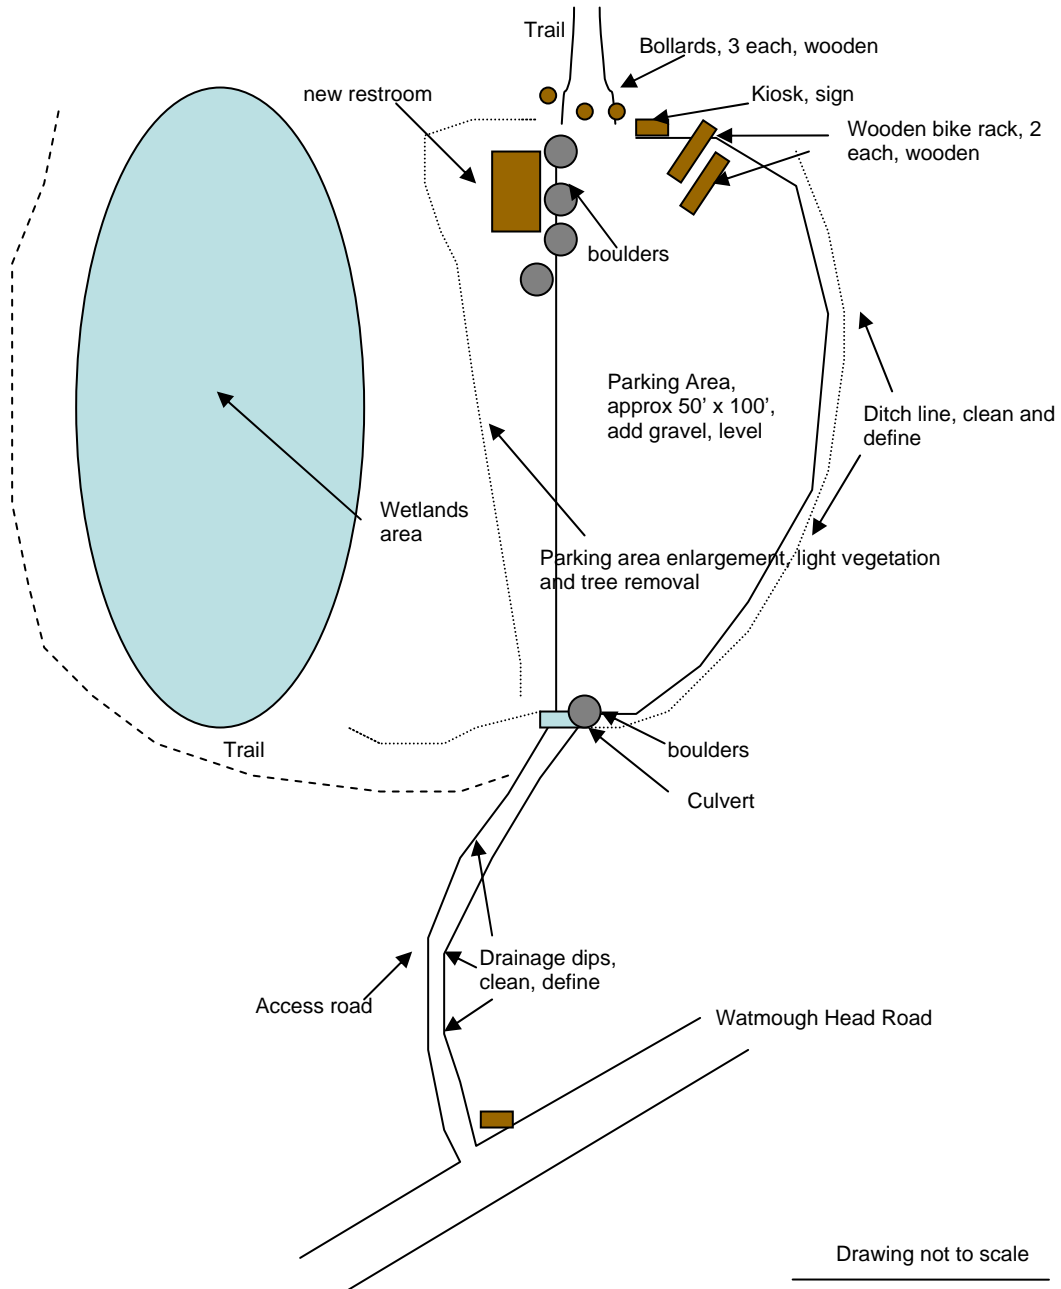 Trail
Bollards, 3 each, wooden
new restroom
Kiosk, sign
Wooden bike rack, 2
each, wooden
boulders
Parking Area,
approx 50’ x 100’,
add gravel, level
Ditch line, clean and
define
Wetlands
area
Parking area enlargement, light vegetation
and tree removal
Trail
boulders
Culvert
Drainage dips,
clean, define
Access road
Watmough Head Road
Drawing not to scale